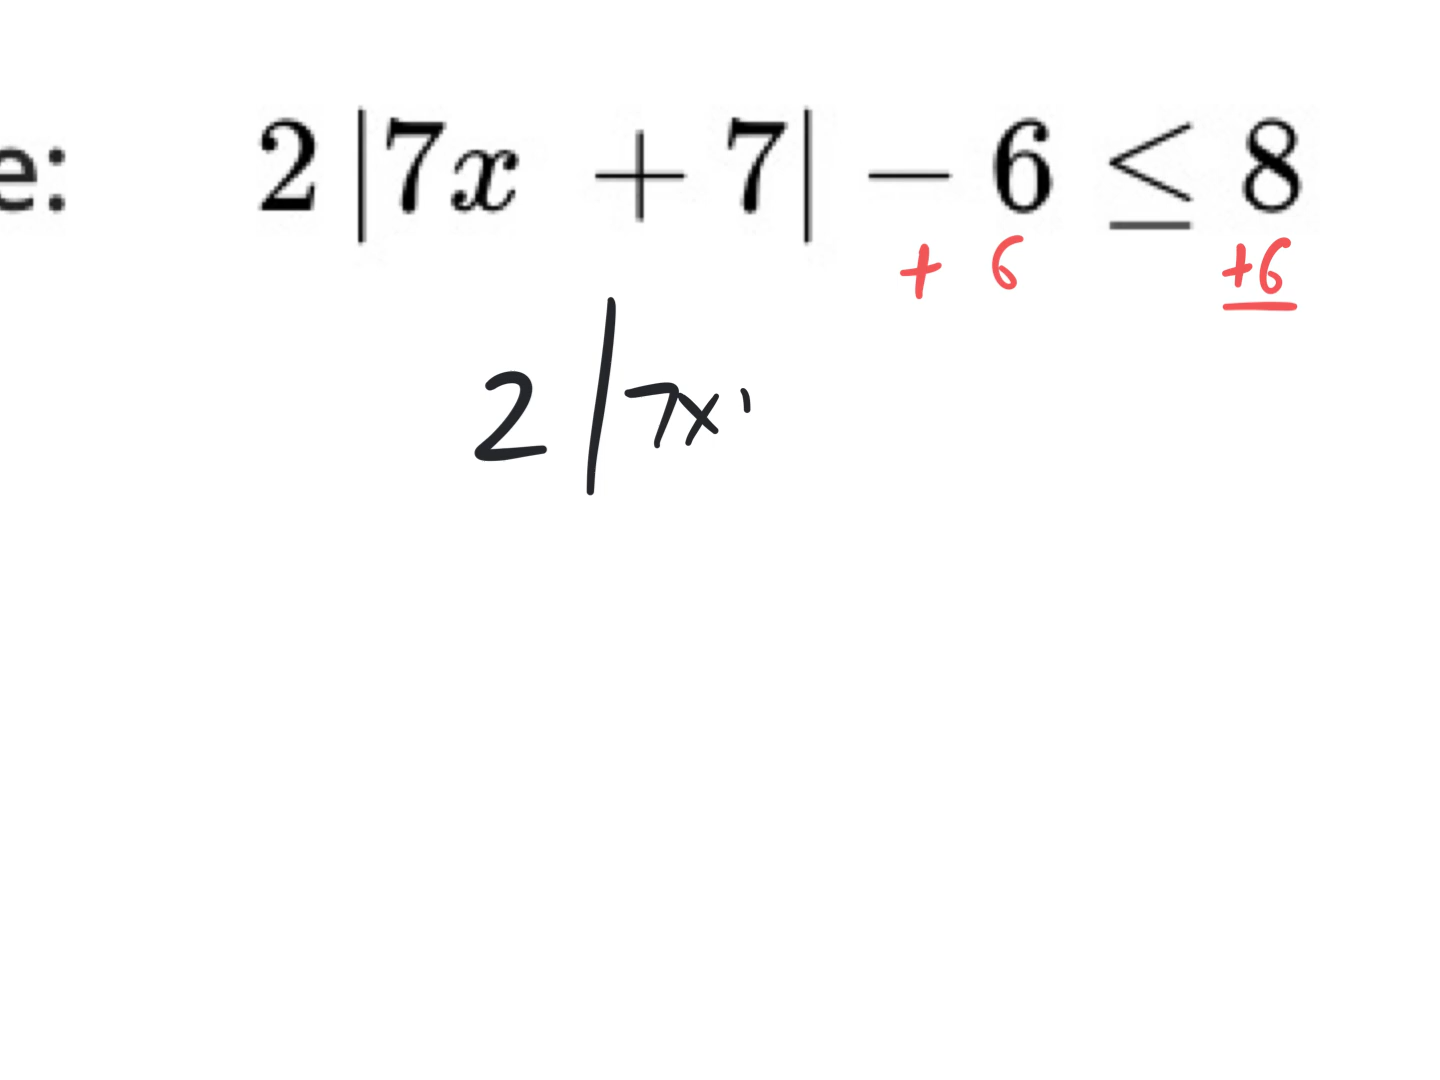 e: 2 |7x + 7| − 6 ≤ 8
+ 6 +6
2 |7x